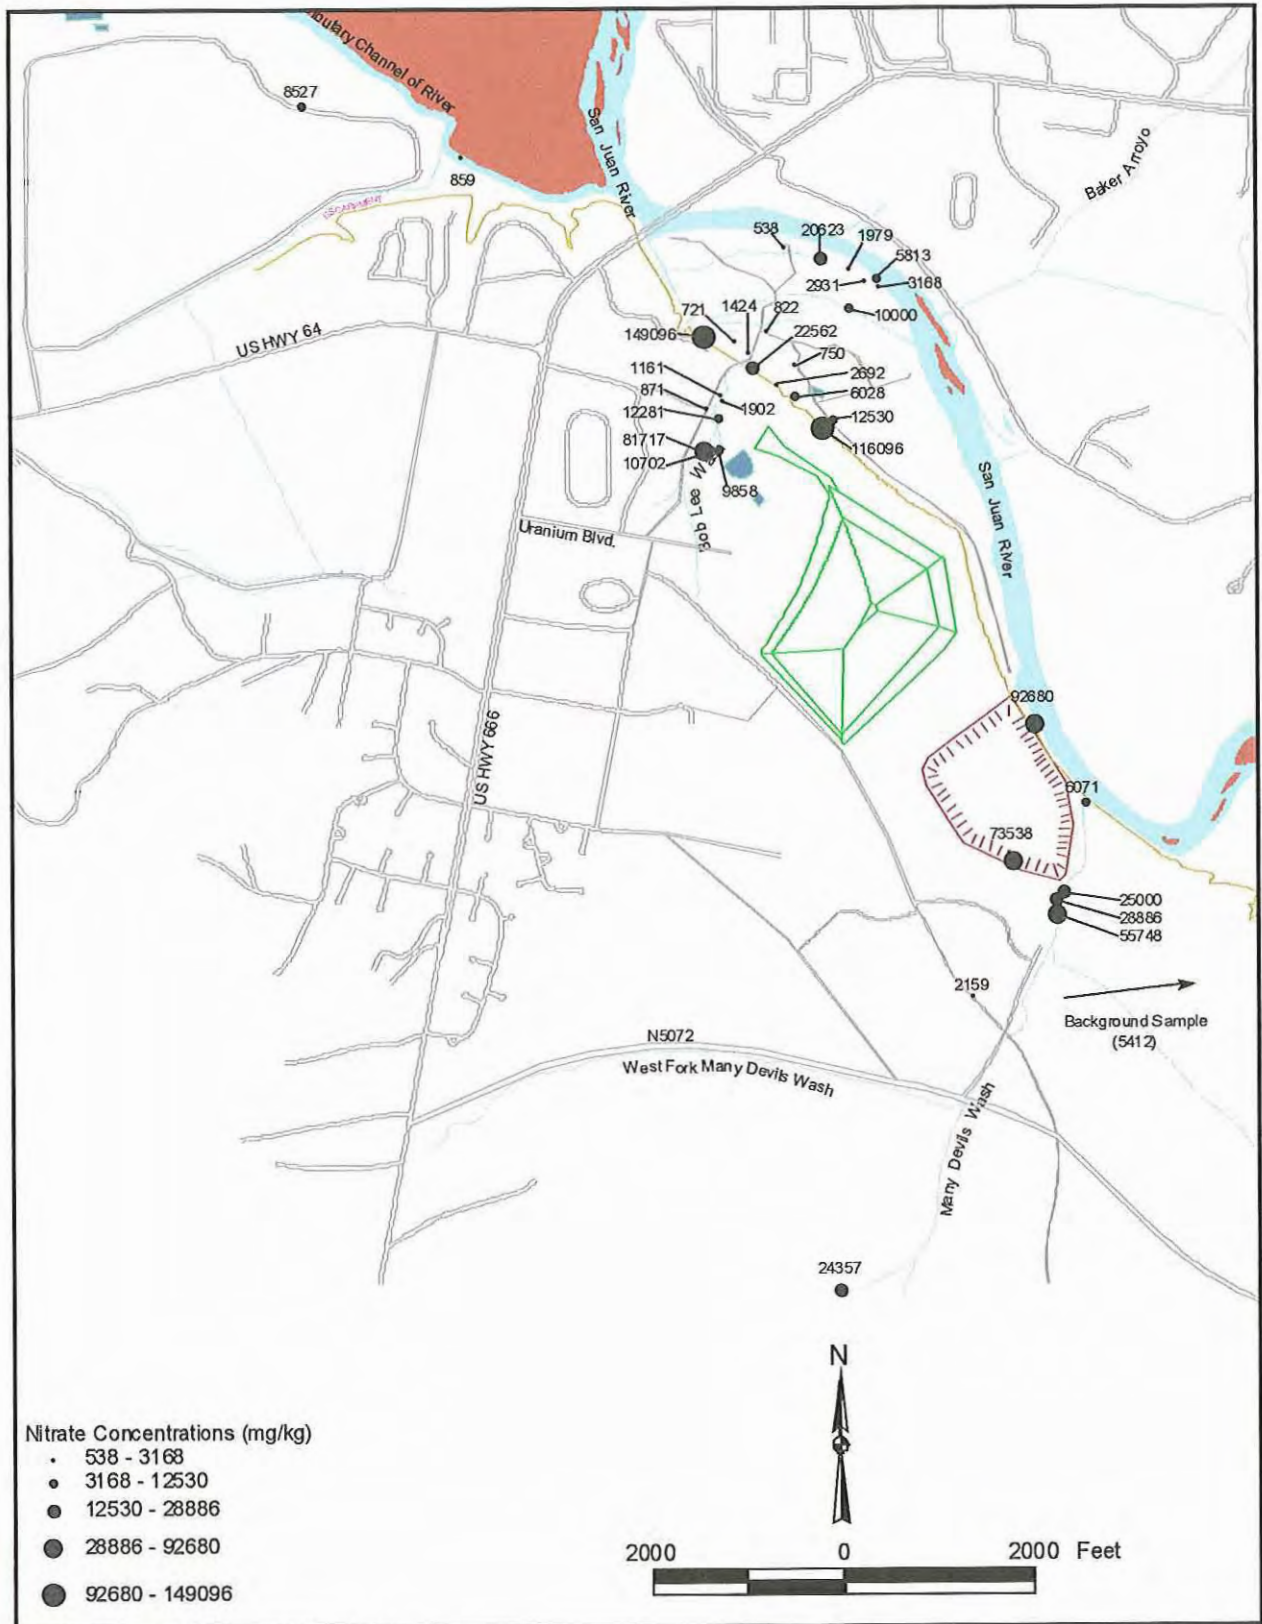 butary Channel of River
8527
859
ESCARPMENT
San Juan River
Baker Arroyo
538
20623
1979
5813
2931
3168
10000
721
1424
822
149096
22562
750
1161
2692
871
6028
12281
1902
12530
81717
116096
10702
9858
US HWY 64
Bob Lee Wa
Uranium Blvd.
San Juan River
92680
US HWY 666
6071
73538
25000
28886
55748
2159
Background Sample
(5412)
N5072
West Fork Many Devils Wash
Many Devils Wash
24357
N
Nitrate Concentrations (mg/kg)
538 - 3168
3168 - 12530
12530 - 28886
28886 - 92680
92680 - 149096
2000 0 2000 Feet